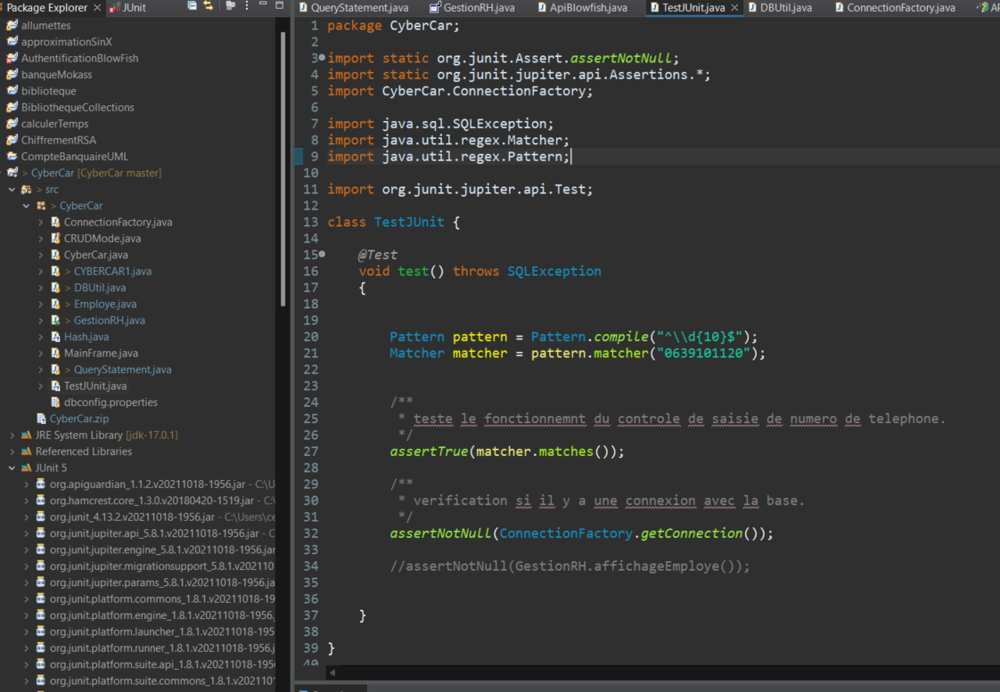 Package Explorer × JUnit
allumettes
approximationSinX
AuthentificationBlowFish
banqueMokass
biblioteque
BibliothequeCollections
calculerTemps
ChiffrementRSA
CompteBanquaireUML
> CyberCar [CyberCar master]
> src
> CyberCar
ConnectionFactory.java
CRUDMode.java
CyberCar.java
> CYBERCAR1.java
> DBUtil.java
> Employe.java
> GestionRH.java
Hash.java
MainFrame.java
> QueryStatement.java
TestJUnit.java
dbconfig.properties
CyberCar.zip
JRE System Library [jdk-17.0.1]
Referenced Libraries
JUnit 5
org.apiguardian_1.1.2.v20211018-1956.jar - C:\U
org.hamcrest.core_1.3.0.v20180420-1519.jar - C:\
org.junit_4.13.2.v20211018-1956.jar - C:\Users\ce
org.junit.jupiter.api_5.8.1.v20211018-1956.jar - C
org.junit.jupiter.engine_5.8.1.v20211018-1956.jar
org.junit.jupiter.migrationsupport_5.8.1.v202110
org.junit.jupiter.params_5.8.1.v20211018-1956.ja
org.junit.platform.commons_1.8.1.v20211018-19
org.junit.platform.engine_1.8.1.v20211018-1956.
org.junit.platform.launcher_1.8.1.v20211018-195
org.junit.platform.runner_1.8.1.v20211018-1956.j
org.junit.platform.suite.api_1.8.1.v20211018-195
org.junit.platform.suite.commons_1.8.1.v202110
QueryStatement.java GestionRH.java ApiBlowfish.java TestJUnit.java × DBUtil.java ConnectionFactory.java
1 package CyberCar;
2
3 import static org.junit.Assert.assertNotNull;
4 import static org.junit.jupiter.api.Assertions.*;
5 import CyberCar.ConnectionFactory;
6
7 import java.sql.SQLException;
8 import java.util.regex.Matcher;
9 import java.util.regex.Pattern;
10
11 import org.junit.jupiter.api.Test;
12
13 class TestJUnit {
14
15 @Test
16 void test() throws SQLException
17 {
18
19
20 Pattern pattern = Pattern.compile("^\\d{10}$");
21 Matcher matcher = pattern.matcher("0639101120");
22
23
24 /**
25 * teste le fonctionnemnt du controle de saisie de numero de telephone.
26 */
27 assertTrue(matcher.matches());
28
29 /**
30 * verification si il y a une connexion avec la base.
31 */
32 assertNotNull(ConnectionFactory.getConnection());
33
34 //assertNotNull(GestionRH.affichageEmploye());
35
36
37 }
38
39 }
40